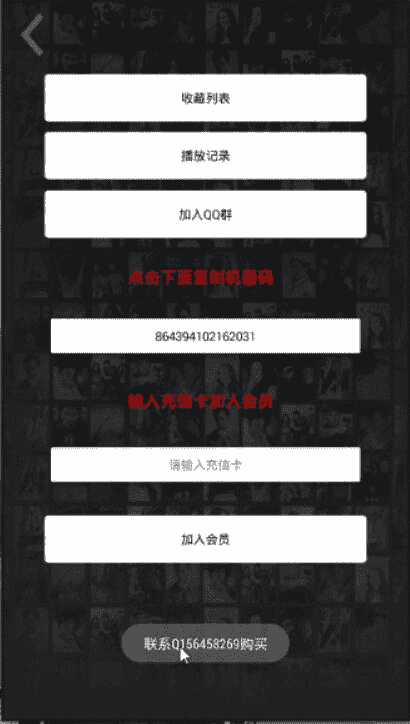 收藏列表
播放记录
加入QQ群
点击下面复制机器码
864394102162031
输入充值卡加入会员
请输入充值卡
加入会员
联系Q156458269购买